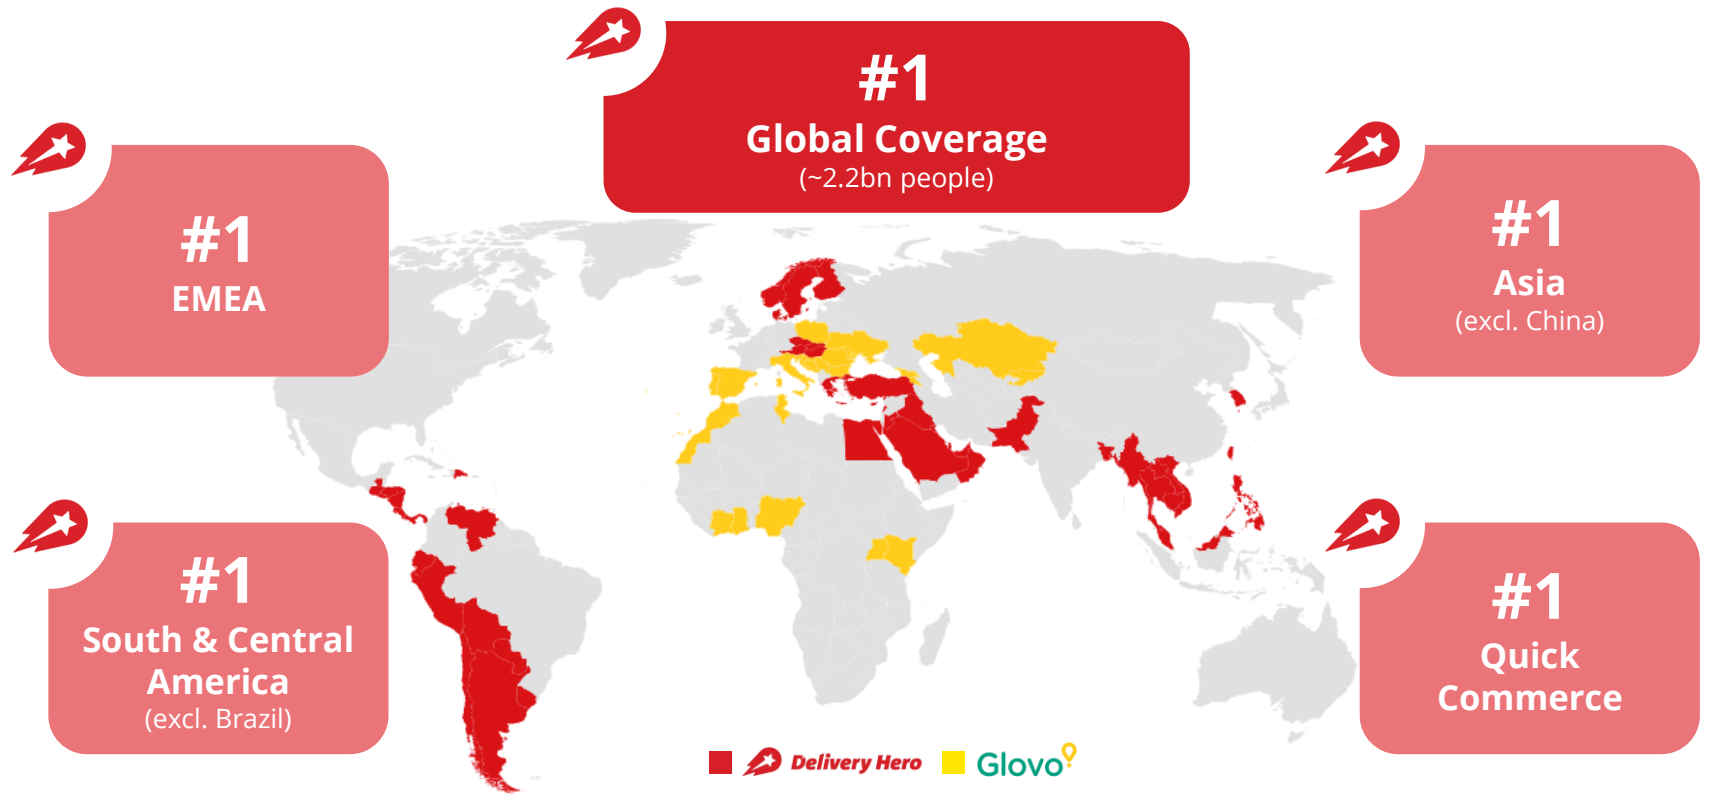 #1
Global Coverage
(~2.2bn people)
#1
EMEA
#1
Asia
(excl. China)
#1
South & Central
America
(excl. Brazil)
#1
Quick
Commerce
Delivery Hero
Glovo